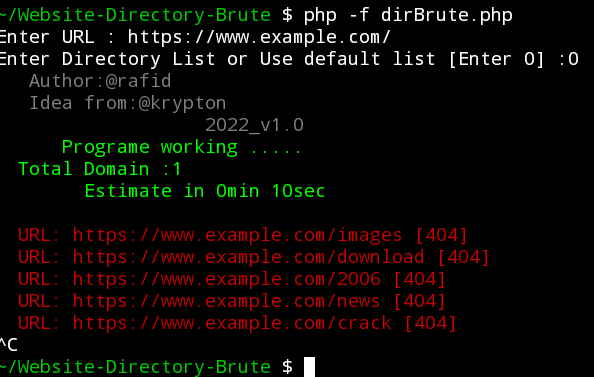 ~/Website-Directory-Brute $ php -f dirBrute.php
Enter URL : https://www.example.com/
Enter Directory List or Use default list [Enter 0] :0
Author:@rafid
Idea from:@krypton
2022_v1.0
Programe working .....
Total Domain :1
Estimate in 0min 10sec
URL: https://www.example.com/images [404]
URL: https://www.example.com/download [404]
URL: https://www.example.com/2006 [404]
URL: https://www.example.com/news [404]
URL: https://www.example.com/crack [404]
^C
~/Website-Directory-Brute $